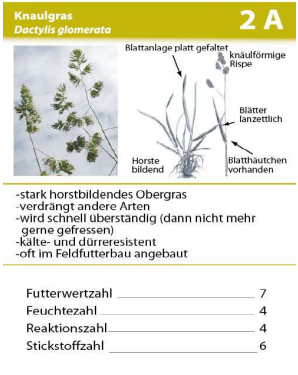 Knaulgras
Dactylis glomerata
2 A
Blattanlage platt gefaltet
knäulförmige
Rispe
Blätter
lanzettlich
Horste
bildend
Blatthäutchen
vorhanden
-stark horstbildendes Obergras
-verdrängt andere Arten
-wird schnell überständig (dann nicht mehr
gerne gefressen)
-kälte- und dürreresistent
-oft im Feldfutterbau angebaut
Futterwertzahl 7
Feuchtezahl 4
Reaktionszahl 4
Stickstoffzahl 6